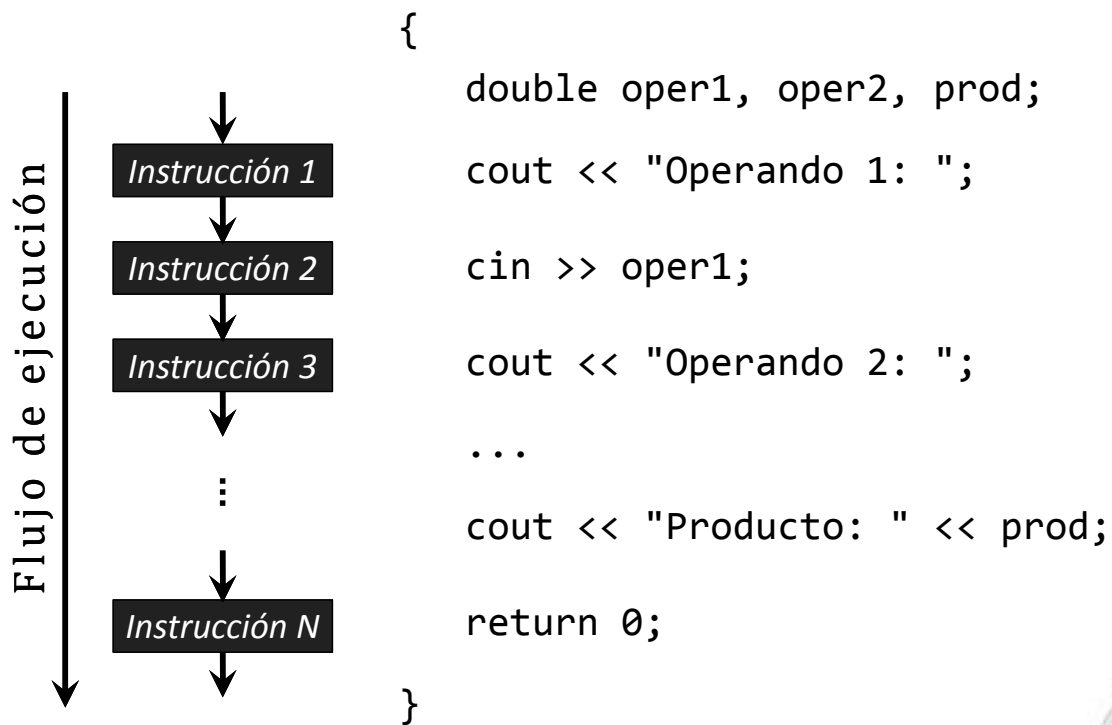 Flujo de ejecución
{
double oper1, oper2, prod;
Instrucción 1
cout << "Operando 1: ";
Instrucción 2
cin >> oper1;
Instrucción 3
cout << "Operando 2: ";
...
...
cout << "Producto: " << prod;
Instrucción N
return 0;
}